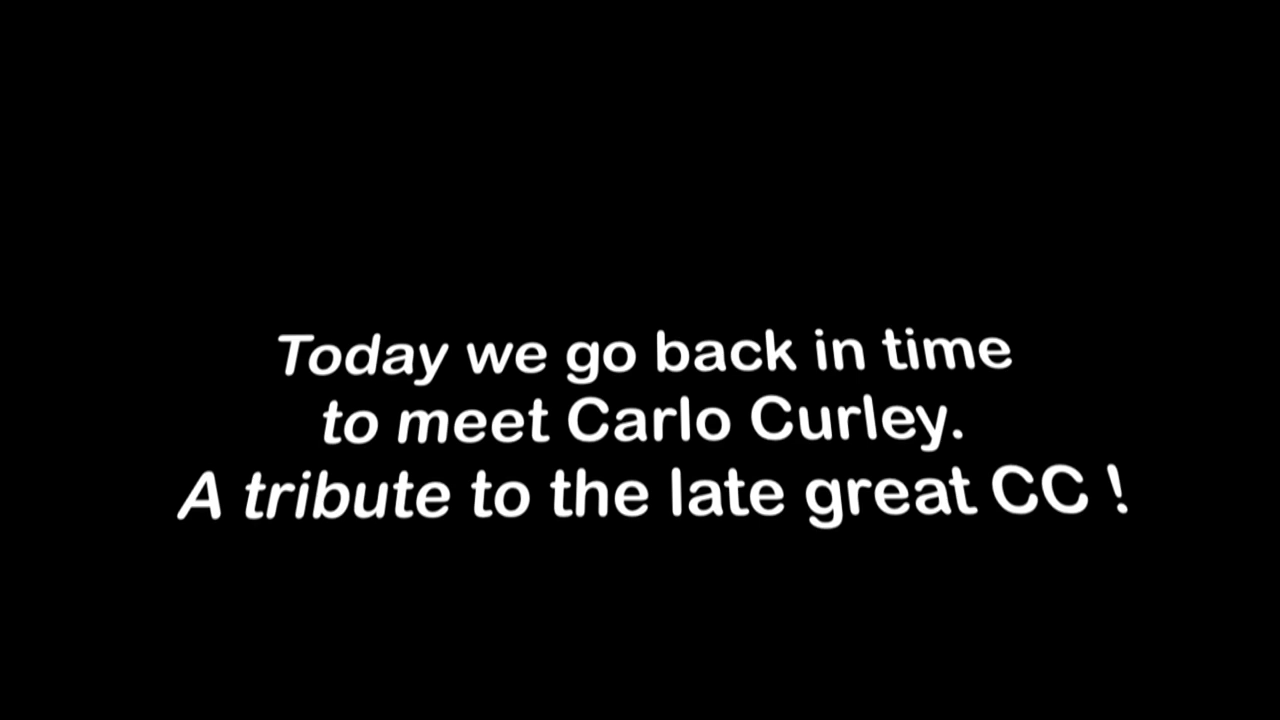 Today we go back in time
to meet Carlo Curley.
A tribute to the late great CC !